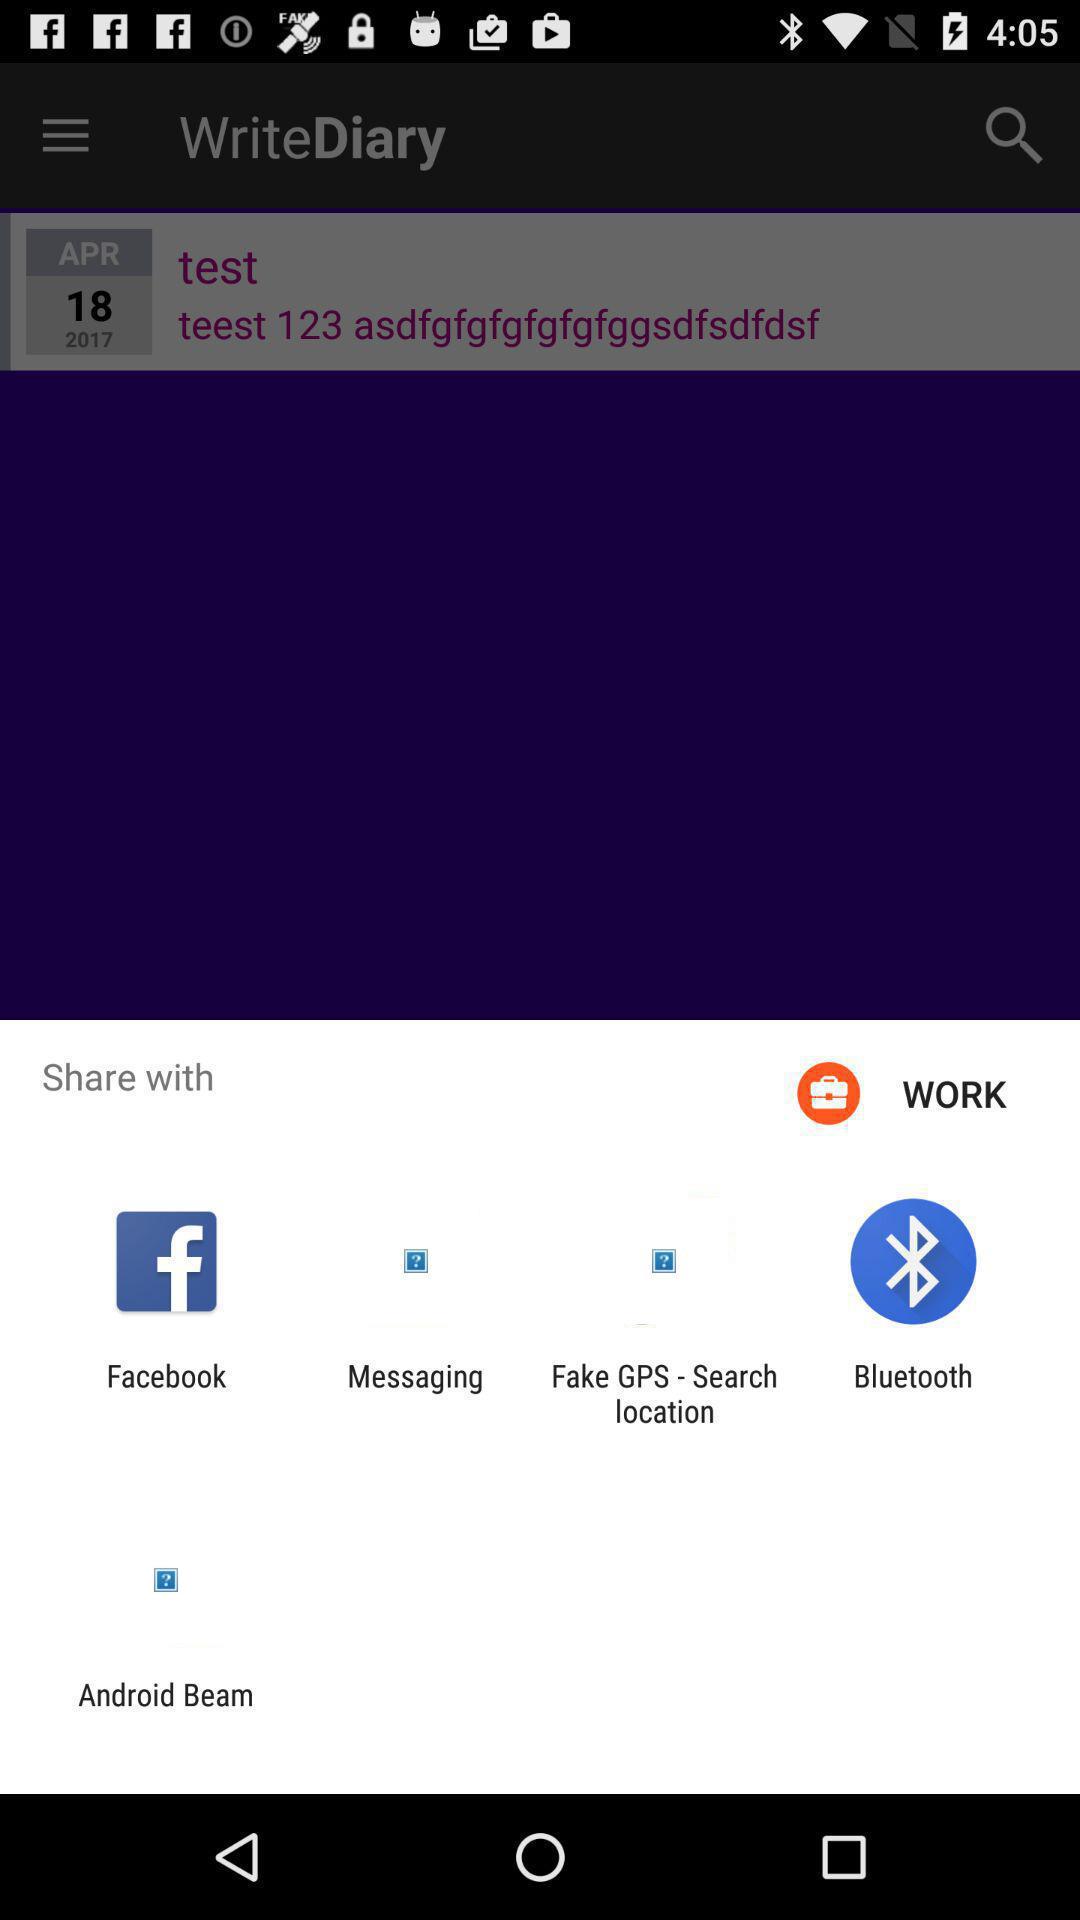 FAKE
4:05
WriteDiary
APR
18
2017
test
teest 123 asdfgfgfgfgfgfggsdfsdfdsf
Share with
WORK
Facebook
Messaging
Fake GPS - Search
location
Bluetooth
Android Beam